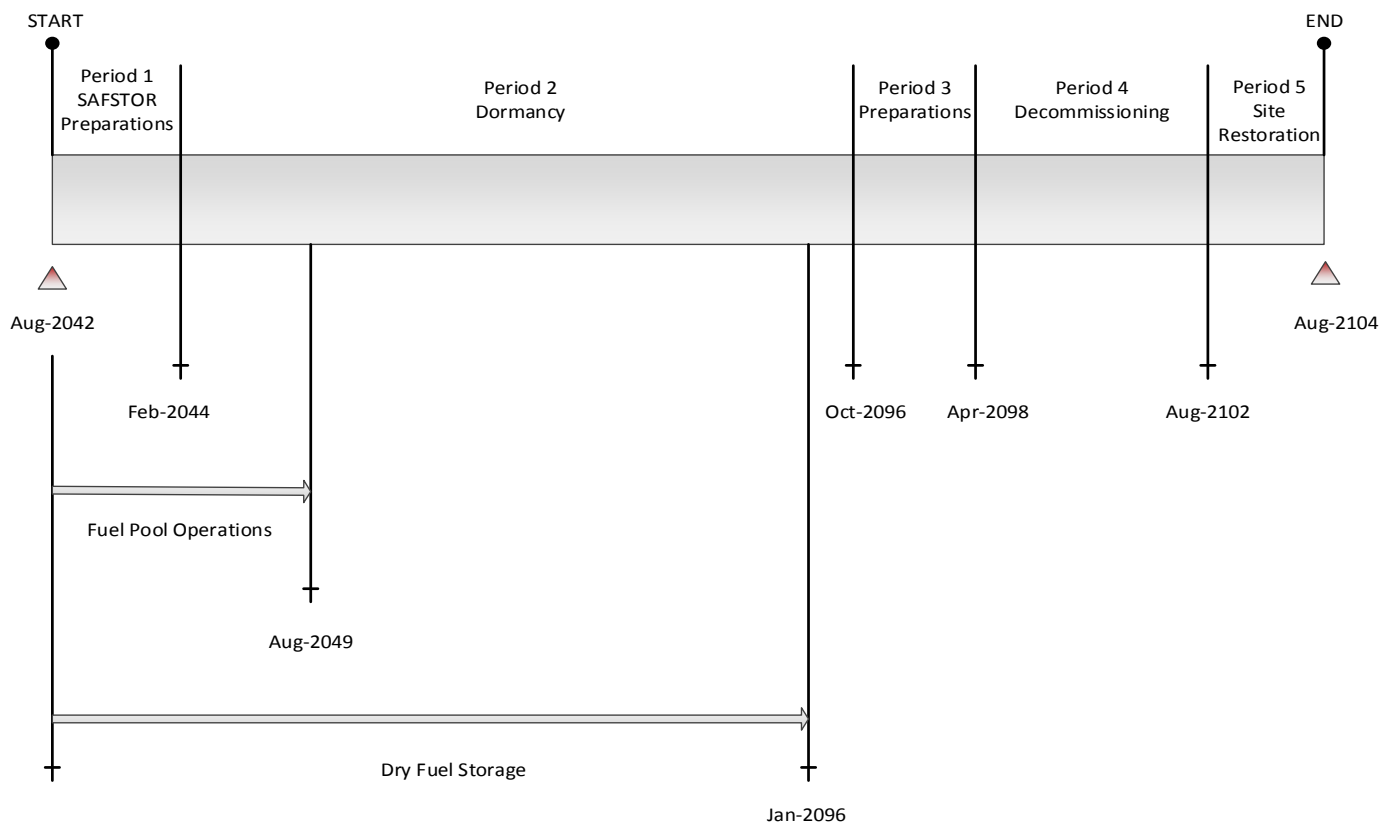 START
END
Period 1
SAFSTOR
Preparations
Period 2
Dormancy
Period 3
Preparations
Period 4
Decommissioning
Period 5
Site
Restoration
Aug-2042
Aug-2104
Feb-2044
Oct-2096
Apr-2098
Aug-2102
Fuel Pool Operations
Aug-2049
Dry Fuel Storage
Jan-2096